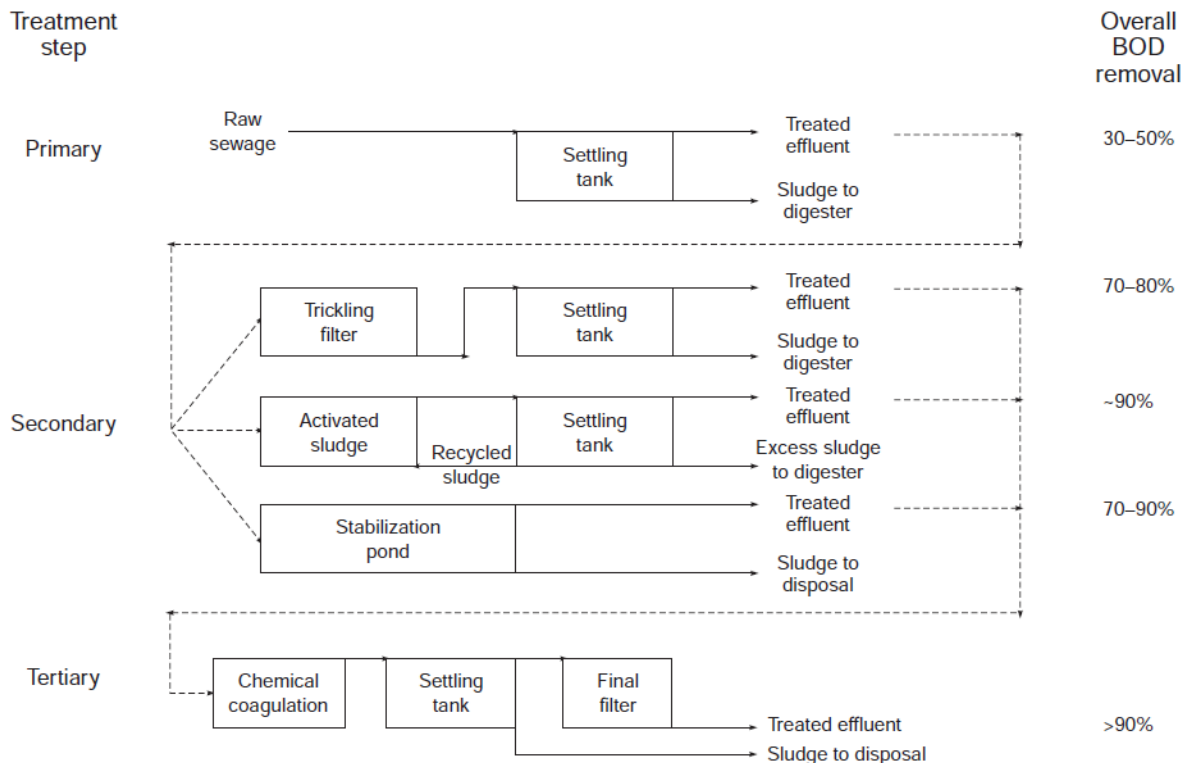 Treatment
step
Overall
BOD
removal
Primary
Raw
sewage
Settling
tank
Treated
effluent
30–50%
Sludge to
digester
Secondary
Trickling
filter
Settling
tank
Treated
effluent
70–80%
Sludge to
digester
Activated
sludge
Recycled
sludge
Settling
tank
Treated
effluent
~90%
Excess sludge
to digester
Stabilization
pond
Treated
effluent
70–90%
Sludge to
disposal
Tertiary
Chemical
coagulation
Settling
tank
Final
filter
Treated effluent
>90%
Sludge to disposal